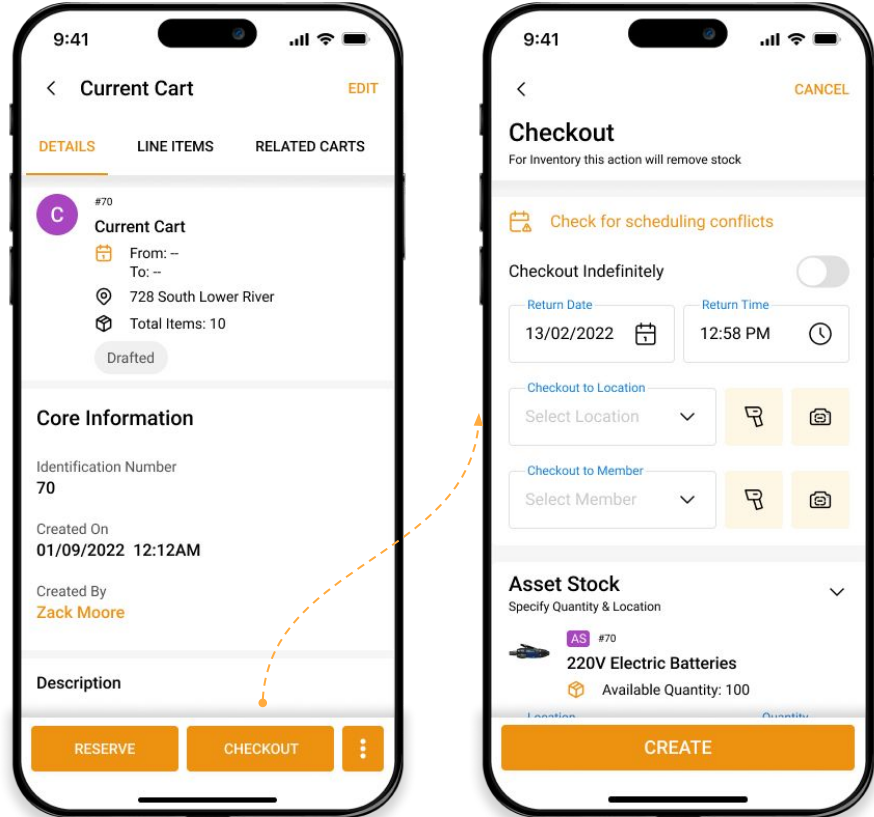 9:41
Current Cart
EDIT
DETAILS LINE ITEMS RELATED CARTS
C
#70
Current Cart
From: --
To: --
728 South Lower River
Total Items: 10
Drafted
Core Information
Identification Number
70
Created On
01/09/2022 12:12AM
Created By
Zack Moore
Description
RESERVE CHECKOUT
9:41
CANCEL
Checkout
For Inventory this action will remove stock
Check for scheduling conflicts
Checkout Indefinitely
Return Date Return Time
13/02/2022 12:58 PM
Checkout to Location
Select Location
Checkout to Member
Select Member
Asset Stock
Specify Quantity & Location
AS #70
220V Electric Batteries
Available Quantity: 100
Location Quantity
CREATE